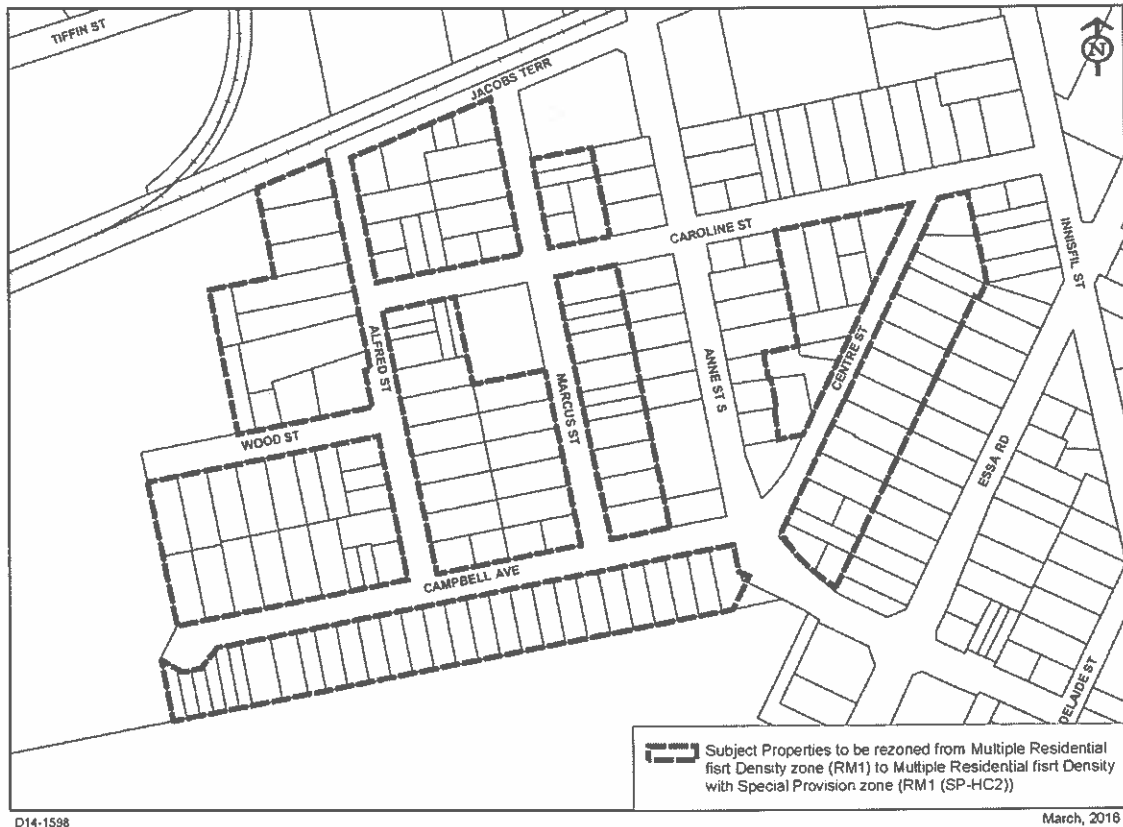 TIFFIN ST
N
JACOBS TERR
CAROLINE ST
INNISFIL ST
ALFRED ST
MARCUS ST
ANNE ST S
CENTRE ST
WOOD ST
ESSA RD
CAMPBELL AVE
DELAIDE ST
Subject Properties to be rezoned from Multiple Residential
fisrt Density zone (RM1) to Multiple Residential fisrt Density
with Special Provision zone (RM1 (SP-HC2))
D14-1598
March, 2016